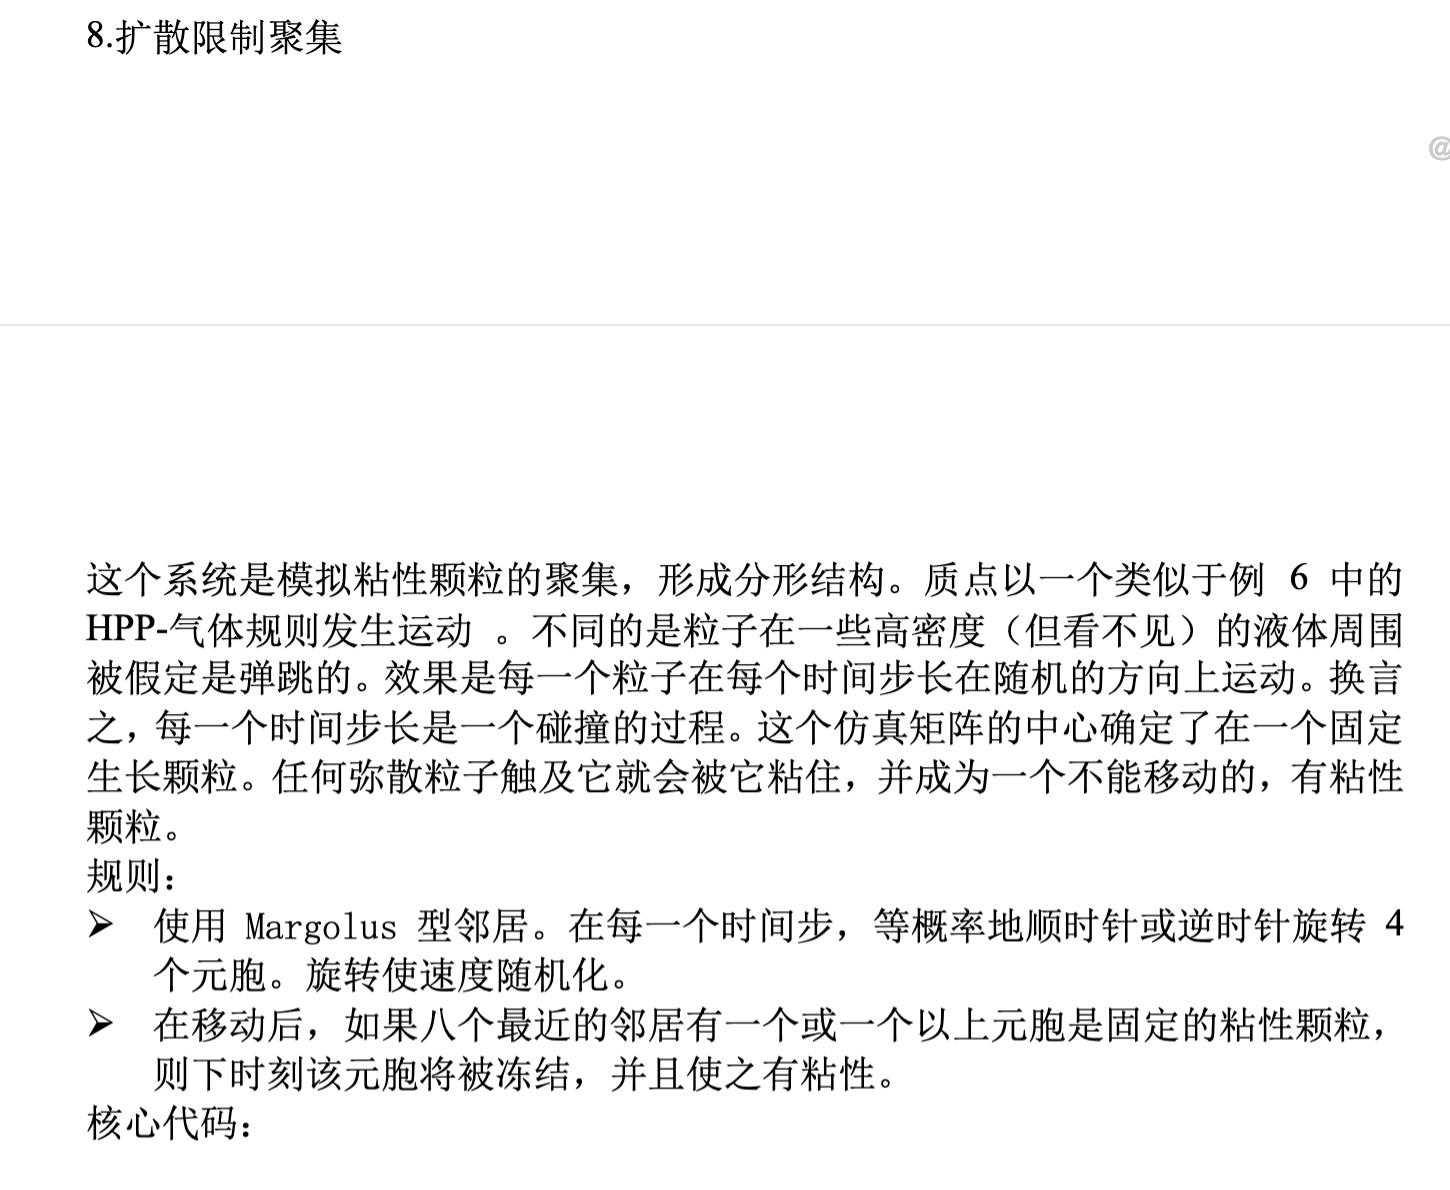 8.扩散限制聚集
@
这个系统是模拟粘性颗粒的聚集，形成分形结构。质点以一个类似于例 6 中的
HPP-气体规则发生运动 。不同的是粒子在一些高密度（但看不见）的液体周围
被假定是弹跳的。效果是每一个粒子在每个时间步长在随机的方向上运动。换言
之，每一个时间步长是一个碰撞的过程。这个仿真矩阵的中心确定了在一个固定
生长颗粒。任何弥散粒子触及它就会被它粘住，并成为一个不能移动的，有粘性
颗粒。
规则：
➢ 使用 Margolus 型邻居。在每一个时间步，等概率地顺时针或逆时针旋转 4
个元胞。旋转使速度随机化。
➢ 在移动后，如果八个最近的邻居有一个或一个以上元胞是固定的粘性颗粒，
则下时刻该元胞将被冻结，并且使之有粘性。
核心代码：